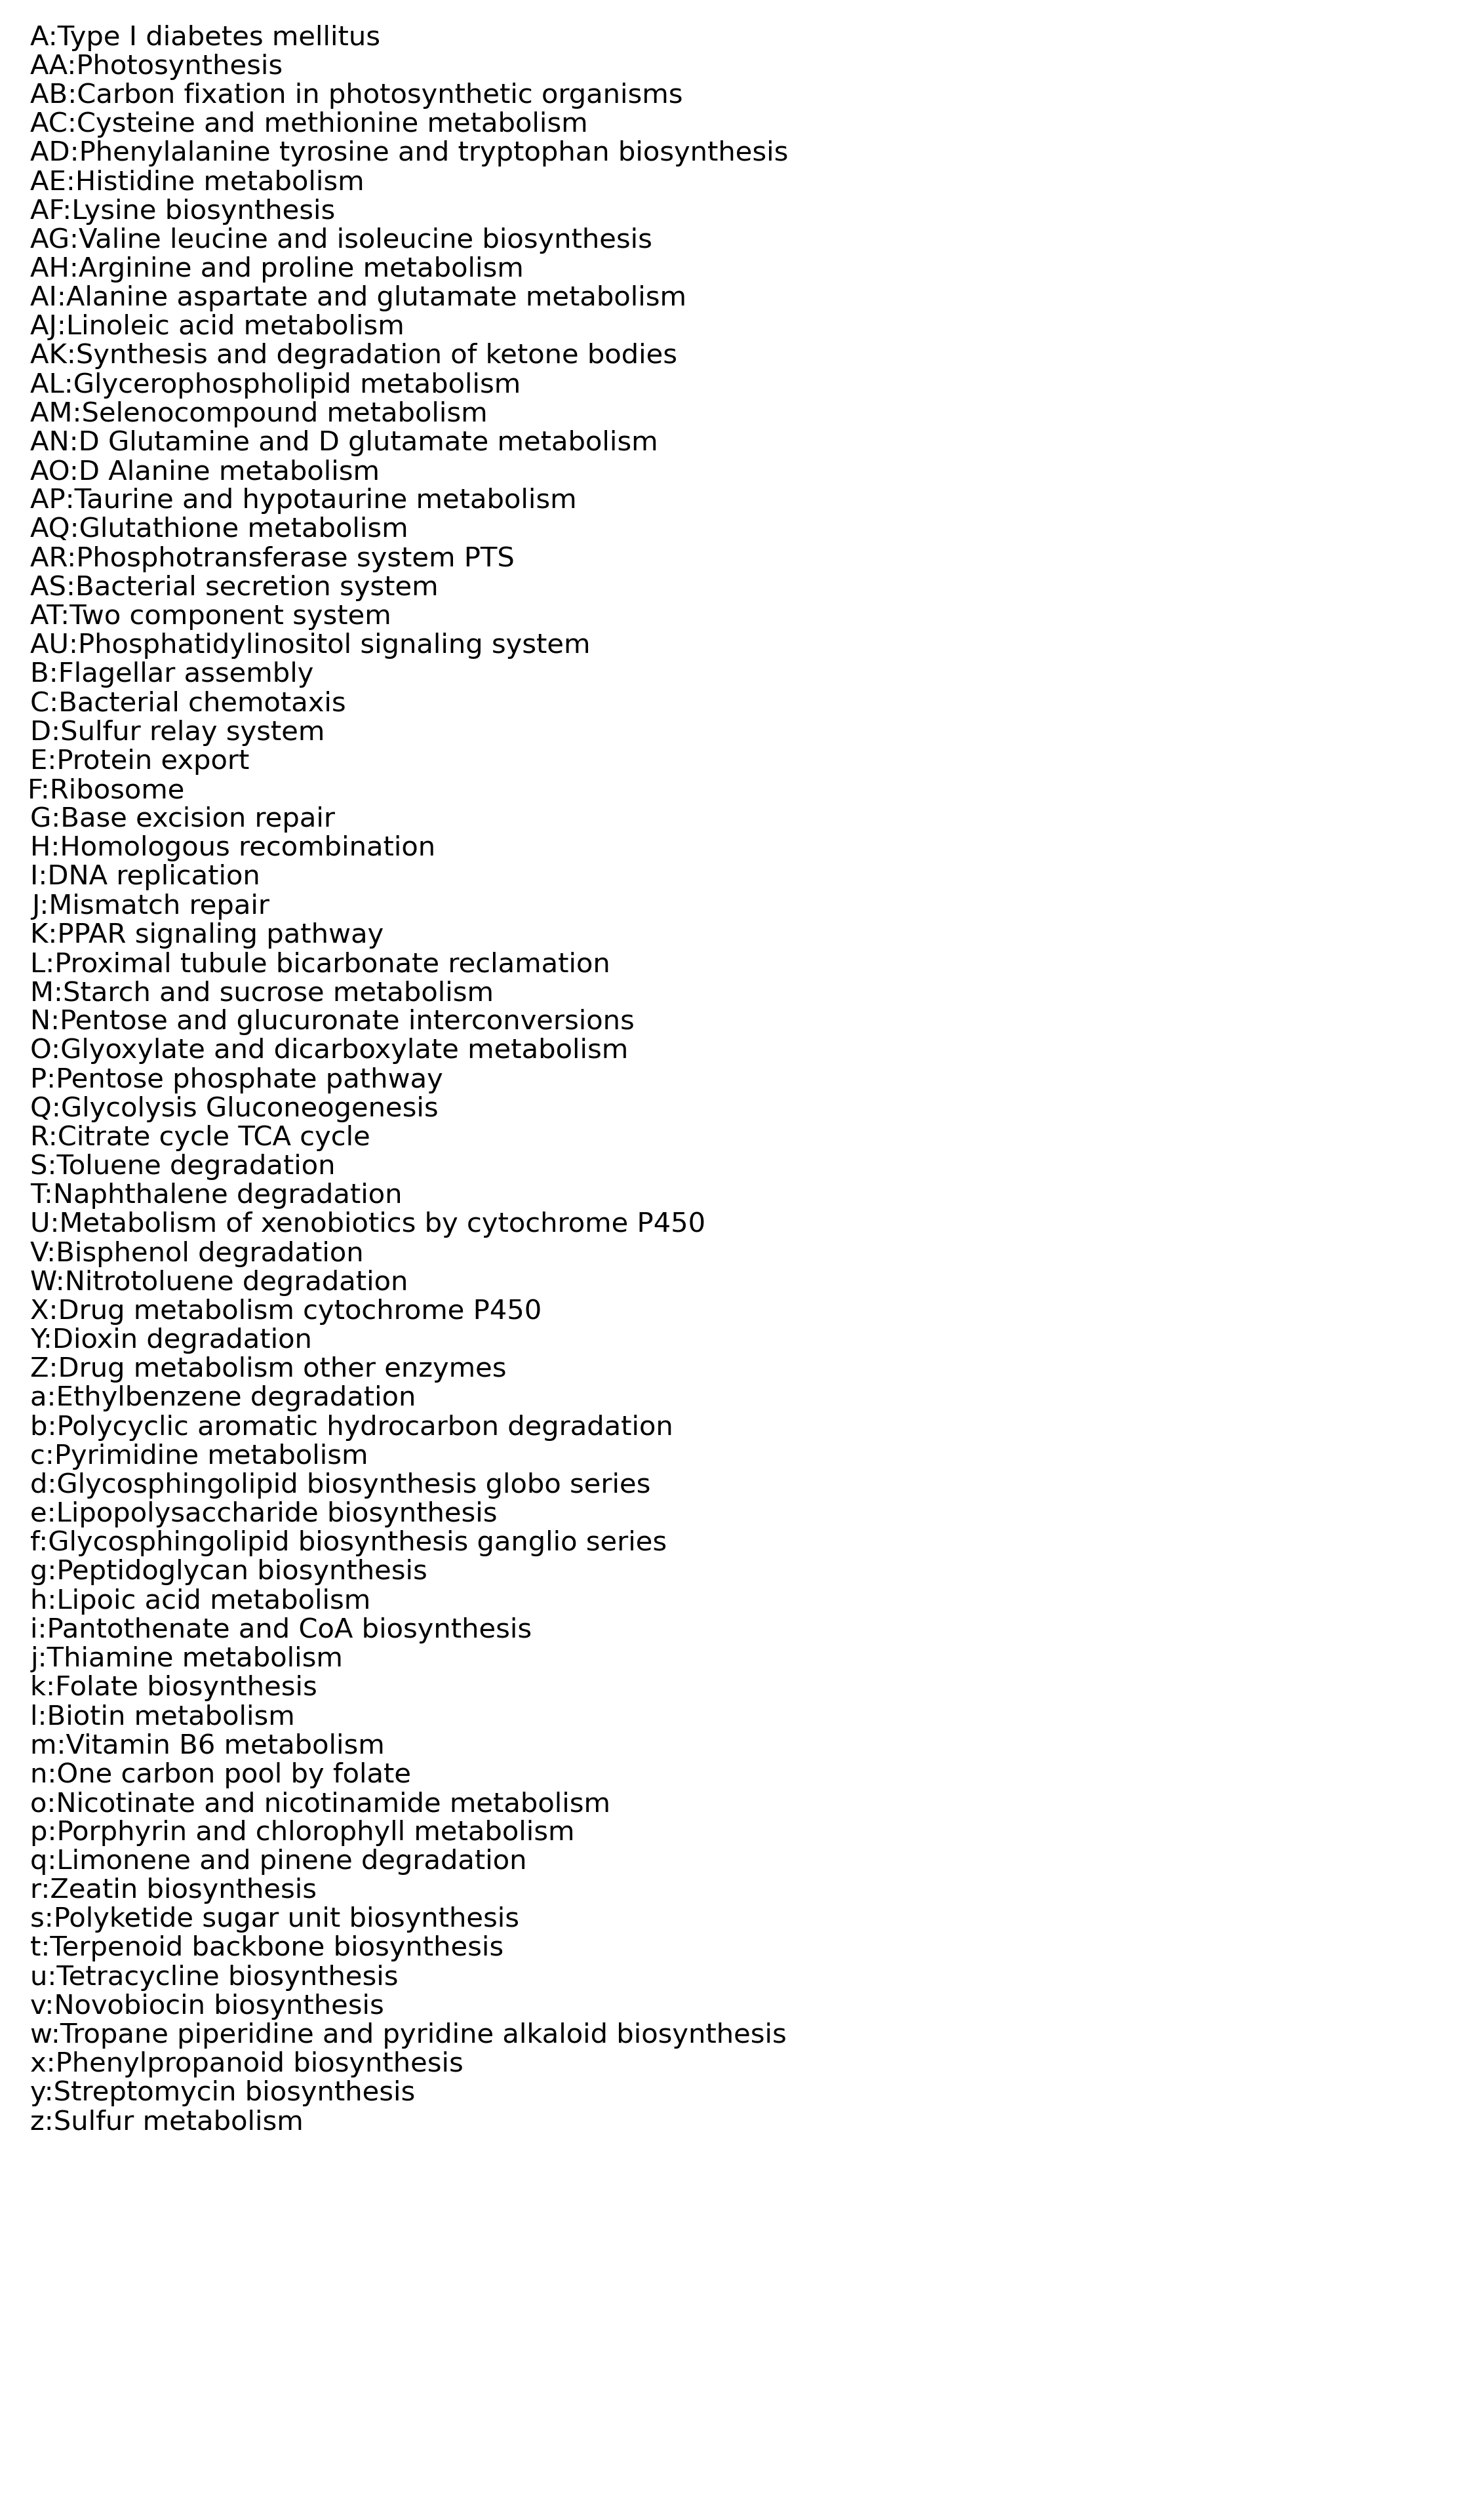 A:Type I diabetes mellitus
AA:Photosynthesis
AB:Carbon fixation in photosynthetic organisms
AC:Cysteine and methionine metabolism
AD:Phenylalanine tyrosine and tryptophan biosynthesis
AE:Histidine metabolism
AF:Lysine biosynthesis
AG:Valine leucine and isoleucine biosynthesis
AH:Arginine and proline metabolism
AI:Alanine aspartate and glutamate metabolism
AJ:Linoleic acid metabolism
AK:Synthesis and degradation of ketone bodies
AL:Glycerophospholipid metabolism
AM:Selenocompound metabolism
AN:D Glutamine and D glutamate metabolism
AO:D Alanine metabolism
AP:Taurine and hypotaurine metabolism
AQ:Glutathione metabolism
AR:Phosphotransferase system PTS
AS:Bacterial secretion system
AT:Two component system
AU:Phosphatidylinositol signaling system
B:Flagellar assembly
C:Bacterial chemotaxis
D:Sulfur relay system
E:Protein export
F:Ribosome
G:Base excision repair
H:Homologous recombination
I:DNA replication
J:Mismatch repair
K:PPAR signaling pathway
L:Proximal tubule bicarbonate reclamation
M:Starch and sucrose metabolism
N:Pentose and glucuronate interconversions
O:Glyoxylate and dicarboxylate metabolism
P:Pentose phosphate pathway
Q:Glycolysis Gluconeogenesis
R:Citrate cycle TCA cycle
S:Toluene degradation
T:Naphthalene degradation
U:Metabolism of xenobiotics by cytochrome P450
V:Bisphenol degradation
W:Nitrotoluene degradation
X:Drug metabolism cytochrome P450
Y:Dioxin degradation
Z:Drug metabolism other enzymes
a:Ethylbenzene degradation
b:Polycyclic aromatic hydrocarbon degradation
c:Pyrimidine metabolism
d:Glycosphingolipid biosynthesis globo series
e:Lipopolysaccharide biosynthesis
f:Glycosphingolipid biosynthesis ganglio series
g:Peptidoglycan biosynthesis
h:Lipoic acid metabolism
i:Pantothenate and CoA biosynthesis
j:Thiamine metabolism
k:Folate biosynthesis
l:Biotin metabolism
m:Vitamin B6 metabolism
n:One carbon pool by folate
o:Nicotinate and nicotinamide metabolism
p:Porphyrin and chlorophyll metabolism
q:Limonene and pinene degradation
r:Zeatin biosynthesis
s:Polyketide sugar unit biosynthesis
t:Terpenoid backbone biosynthesis
u:Tetracycline biosynthesis
v:Novobiocin biosynthesis
w:Tropane piperidine and pyridine alkaloid biosynthesis
x:Phenylpropanoid biosynthesis
y:Streptomycin biosynthesis
z:Sulfur metabolism